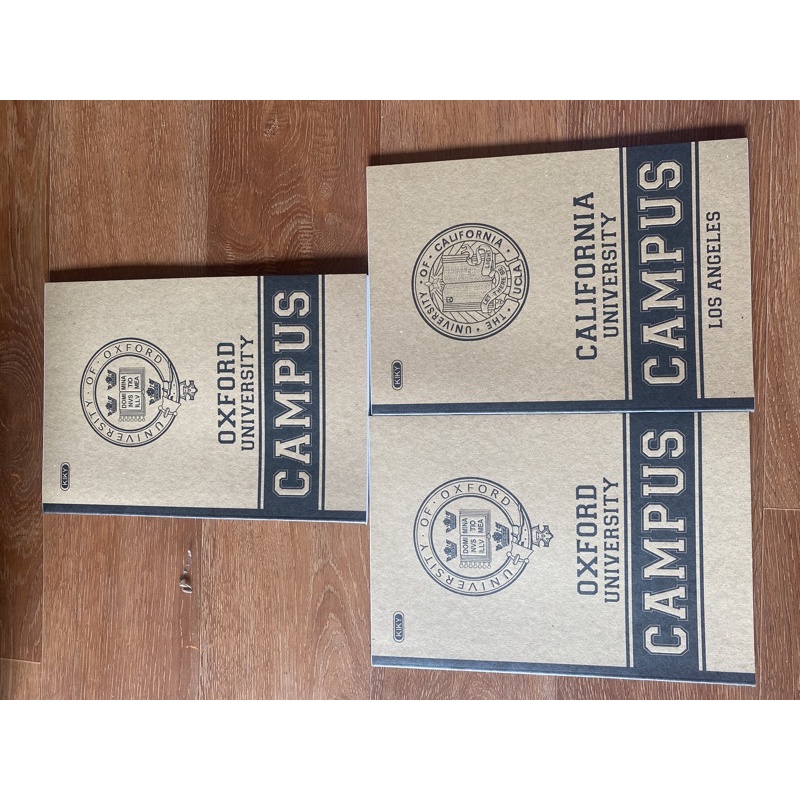 KIKY
UNIVERSITY · OF · OXFORD
DOMI MINA
NVS TIO
ILLV MEA
OXFORD
UNIVERSITY
CAMPUS
KIKY
THE · UNIVERSITY · OF · CALIFORNIA · UCLA
CALIFORNIA
UNIVERSITY
CAMPUS
LOS ANGELES
KIKY
UNIVERSITY · OF · OXFORD
DOMI MINA
NVS TIO
ILLV MEA
OXFORD
UNIVERSITY
CAMPUS